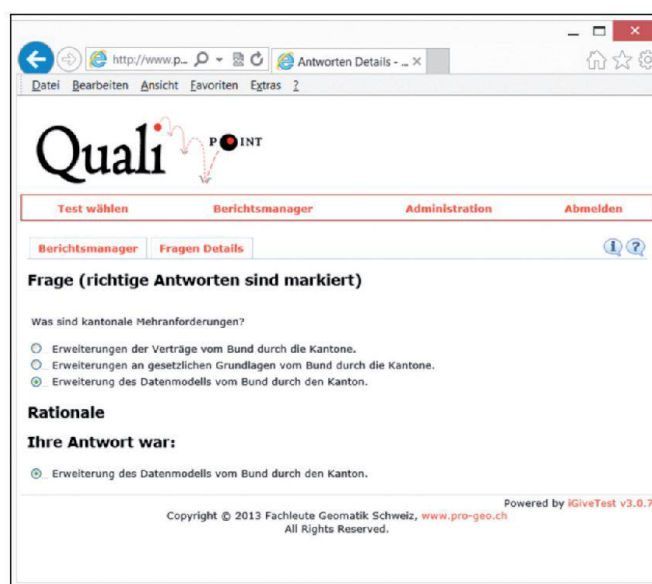 http://www.p...
Antworten Details - ...
Datei Bearbeiten Ansicht Favoriten Extras ?
Quali POINT
Test wählen Berichtsmanager Administration Abmelden
Berichtsmanager Fragen Details
Frage (richtige Antworten sind markiert)
Was sind kantonale Mehranforderungen?
Erweiterungen der Verträge vom Bund durch die Kantone.
Erweiterungen an gesetzlichen Grundlagen vom Bund durch die Kantone.
Erweiterung des Datenmodells vom Bund durch den Kanton.
Rationale
Ihre Antwort war:
Erweiterung des Datenmodells vom Bund durch den Kanton.
Powered by iGiveTest v3.0.7
Copyright © 2013 Fachleute Geomatik Schweiz, www.pro-geo.ch
All Rights Reserved.